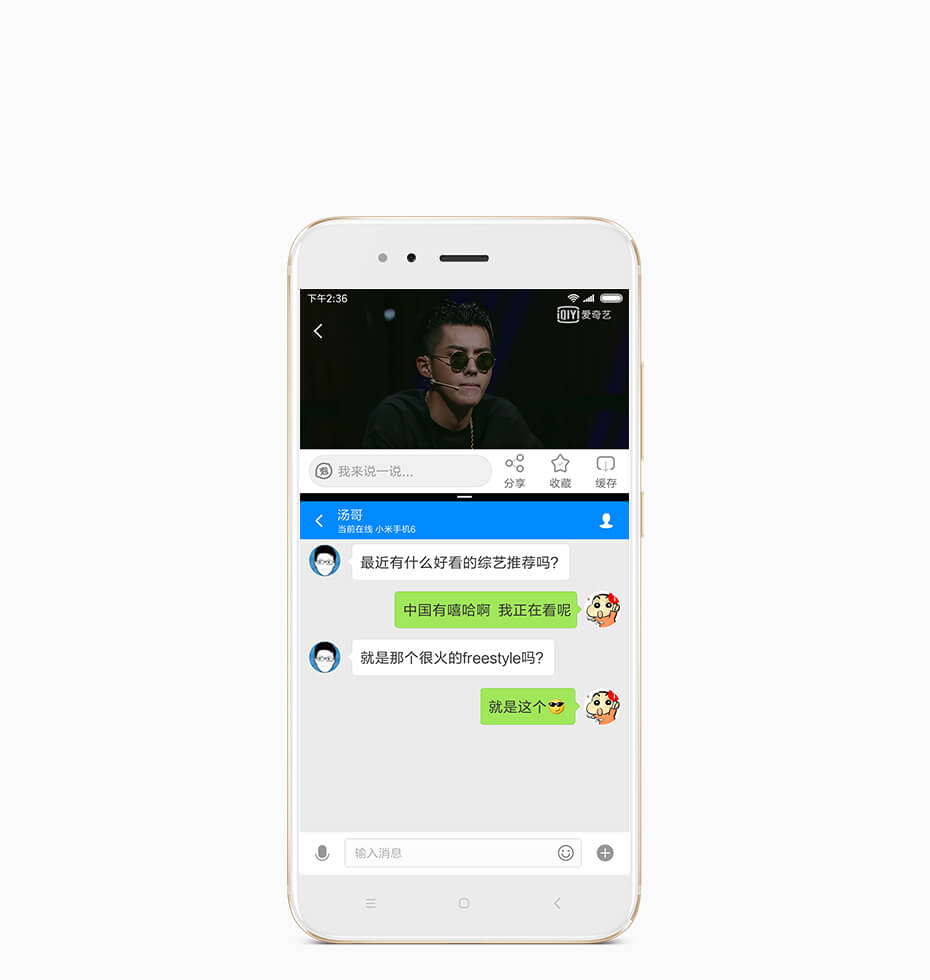 下午2:36
QIY 爱奇艺
我来说一说...
分享 收藏 缓存
汤哥
当前在线 小米手机6
最近有什么好看的综艺推荐吗?
中国有嘻哈啊 我正在看呢
就是那个很火的freestyle吗?
就是这个😎
输入消息